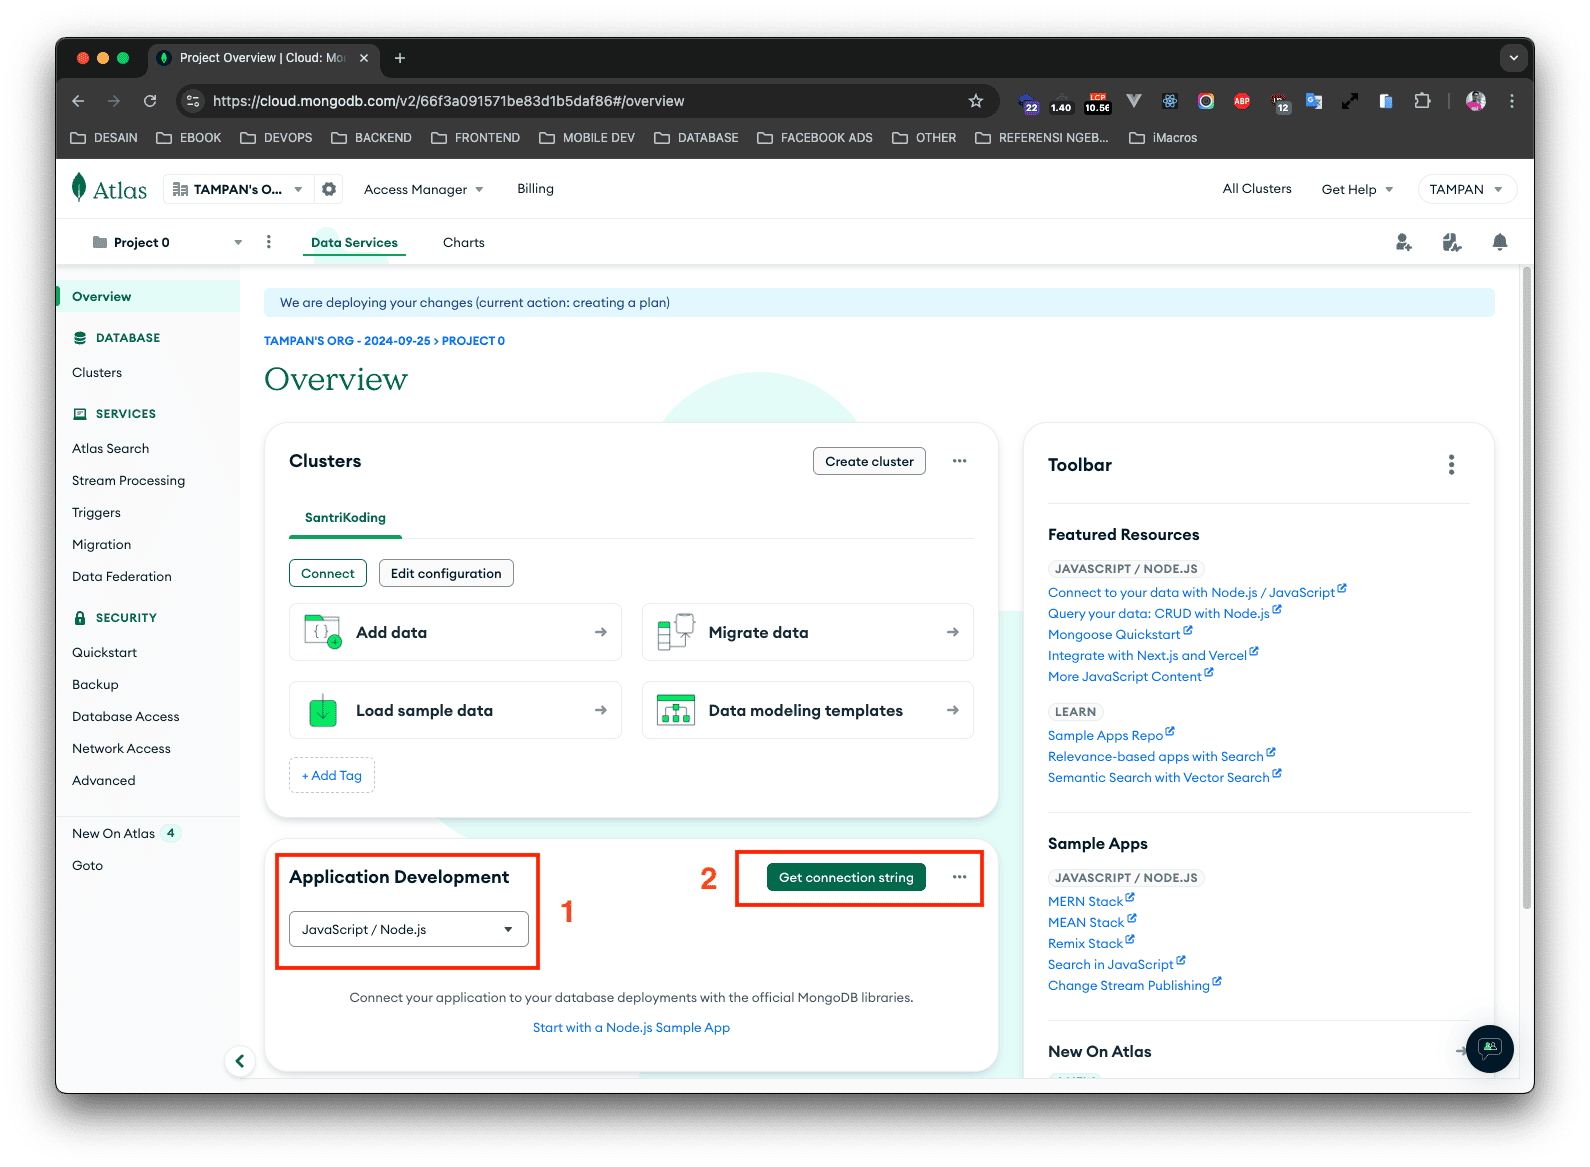 Project Overview | Cloud: Mo
https://cloud.mongodb.com/v2/66f3a091571be83d1b5daf86#/overview
22
1.40
LCP
10.56
ABP
12
DESAIN
EBOOK
DEVOPS
BACKEND
FRONTEND
MOBILE DEV
DATABASE
FACEBOOK ADS
OTHER
REFERENSI NGEB...
iMacros
Atlas
TAMPAN's O...
Access Manager
Billing
All Clusters
Get Help
TAMPAN
Project 0
Data Services
Charts
Overview
DATABASE
Clusters
SERVICES
Atlas Search
Stream Processing
Triggers
Migration
Data Federation
SECURITY
Quickstart
Backup
Database Access
Network Access
Advanced
New On Atlas 4
Goto
We are deploying your changes (current action: creating a plan)
TAMPAN'S ORG - 2024-09-25 > PROJECT 0
Overview
Clusters
Create cluster
SantriKoding
Connect
Edit configuration
Add data
Migrate data
Load sample data
Data modeling templates
+ Add Tag
Application Development
JavaScript / Node.js
1
2
Get connection string
Connect your application to your database deployments with the official MongoDB libraries.
Start with a Node.js Sample App
Toolbar
Featured Resources
JAVASCRIPT / NODE.JS
Connect to your data with Node.js / JavaScript
Query your data: CRUD with Node.js
Mongoose Quickstart
Integrate with Next.js and Vercel
More JavaScript Content
LEARN
Sample Apps Repo
Relevance-based apps with Search
Semantic Search with Vector Search
Sample Apps
JAVASCRIPT / NODE.JS
MERN Stack
MEAN Stack
Remix Stack
Search in JavaScript
Change Stream Publishing
New On Atlas